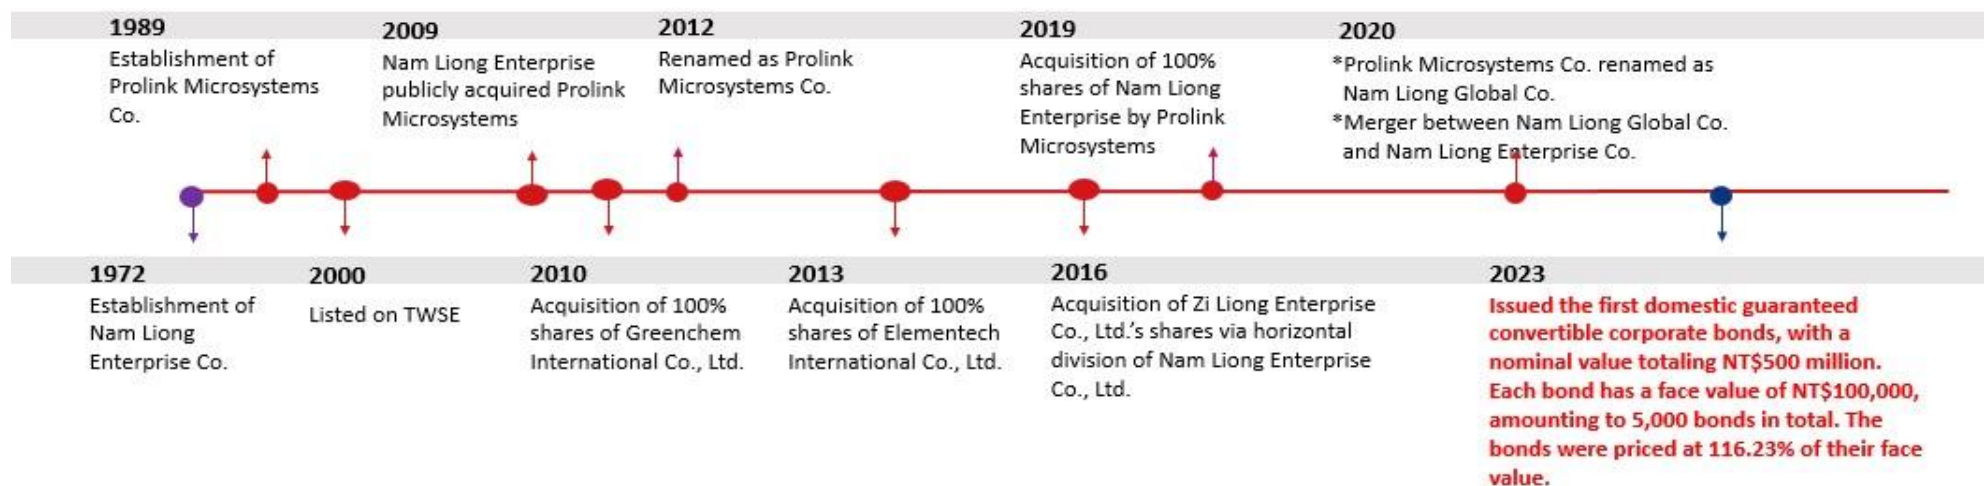 1989
Establishment of
Prolink Microsystems
Co.
2009
Nam Liong Enterprise
publicly acquired Prolink
Microsystems
2012
Renamed as Prolink
Microsystems Co.
2019
Acquisition of 100%
shares of Nam Liong
Enterprise by Prolink
Microsystems
2020
*Prolink Microsystems Co. renamed as
Nam Liong Global Co.
*Merger between Nam Liong Global Co.
and Nam Liong Enterprise Co.
1972
Establishment of
Nam Liong
Enterprise Co.
2000
Listed on TWSE
2010
Acquisition of 100%
shares of Greenchem
International Co., Ltd.
2013
Acquisition of 100%
shares of Elementech
International Co., Ltd.
2016
Acquisition of Zi Liong Enterprise
Co., Ltd.’s shares via horizontal
division of Nam Liong Enterprise
Co., Ltd.
2023
Issued the first domestic guaranteed
convertible corporate bonds, with a
nominal value totaling NT$500 million.
Each bond has a face value of NT$100,000,
amounting to 5,000 bonds in total. The
bonds were priced at 116.23% of their face
value.